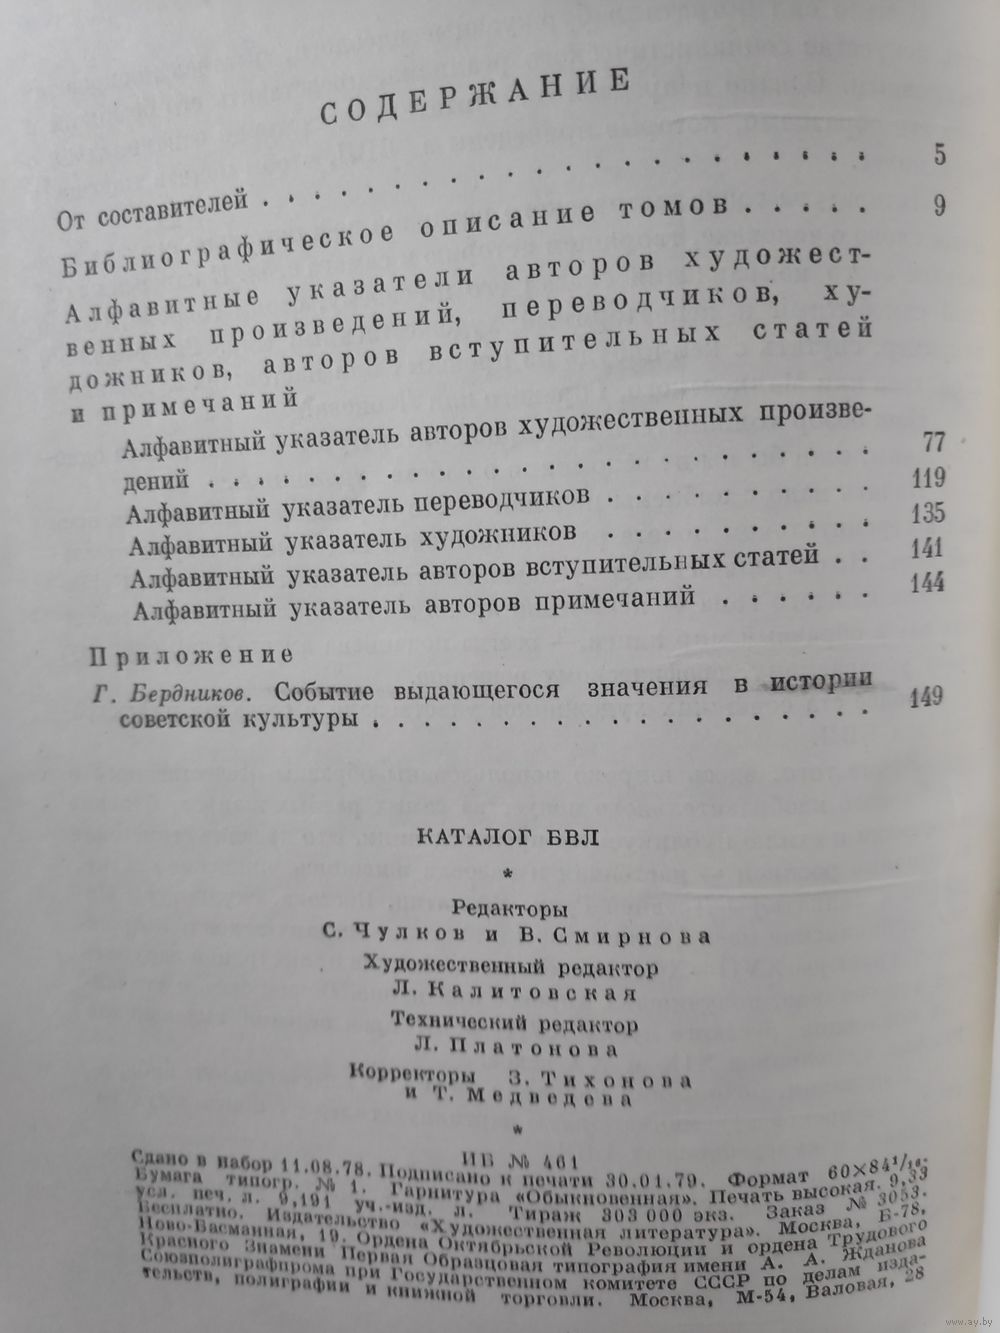 СОДЕРЖАНИЕ
От составителей . . . . . . . . . . . . . . . . . . 5
Библиографическое описание томов . . . . . 9
Алфавитные указатели авторов художест-
венных произведений, переводчиков, ху-
дожников, авторов вступительных статей
и примечаний
Алфавитный указатель авторов художественных произве-
дений . . . . . . . . . . . . . . . . . . . . . 77
Алфавитный указатель переводчиков . . . . . . . . . . 119
Алфавитный указатель художников . . . . . . . . . . 135
Алфавитный указатель авторов вступительных статей . . 141
Алфавитный указатель авторов примечаний . . . . . . 144
Приложение
Г. Бердников. Событие выдающегося значения в истории
советской культуры . . . . . . . . . . . . . . . . . 149
КАТАЛОГ БВЛ
*
Редакторы
С. Чулков и В. Смирнова
Художественный редактор
Л. Калитовская
Технический редактор
Л. Платонова
Корректоры З. Тихонова
и Т. Медведева
*
ИБ № 461
Сдано в набор 11.08.78. Подписано к печати 30.01.79. Формат 60×84¹/₁₆.
Бумага типогр. № 1. Гарнитура «Обыкновенная». Печать высокая. 9,33
усл. печ. л. 9,191 уч.-изд. л. Тираж 303 000 экз. Заказ № 3053.
Бесплатно. Издательство «Художественная литература». Москва, Б-78,
Ново-Басманная, 19. Ордена Октябрьской Революции и ордена Трудового
Красного Знамени Первая Образцовая типография имени А. А. Жданова
Союзполиграфпрома при Государственном комитете СССР по делам изда-
тельств, полиграфии и книжной торговли. Москва, М-54, Валовая, 28
www.ay.by